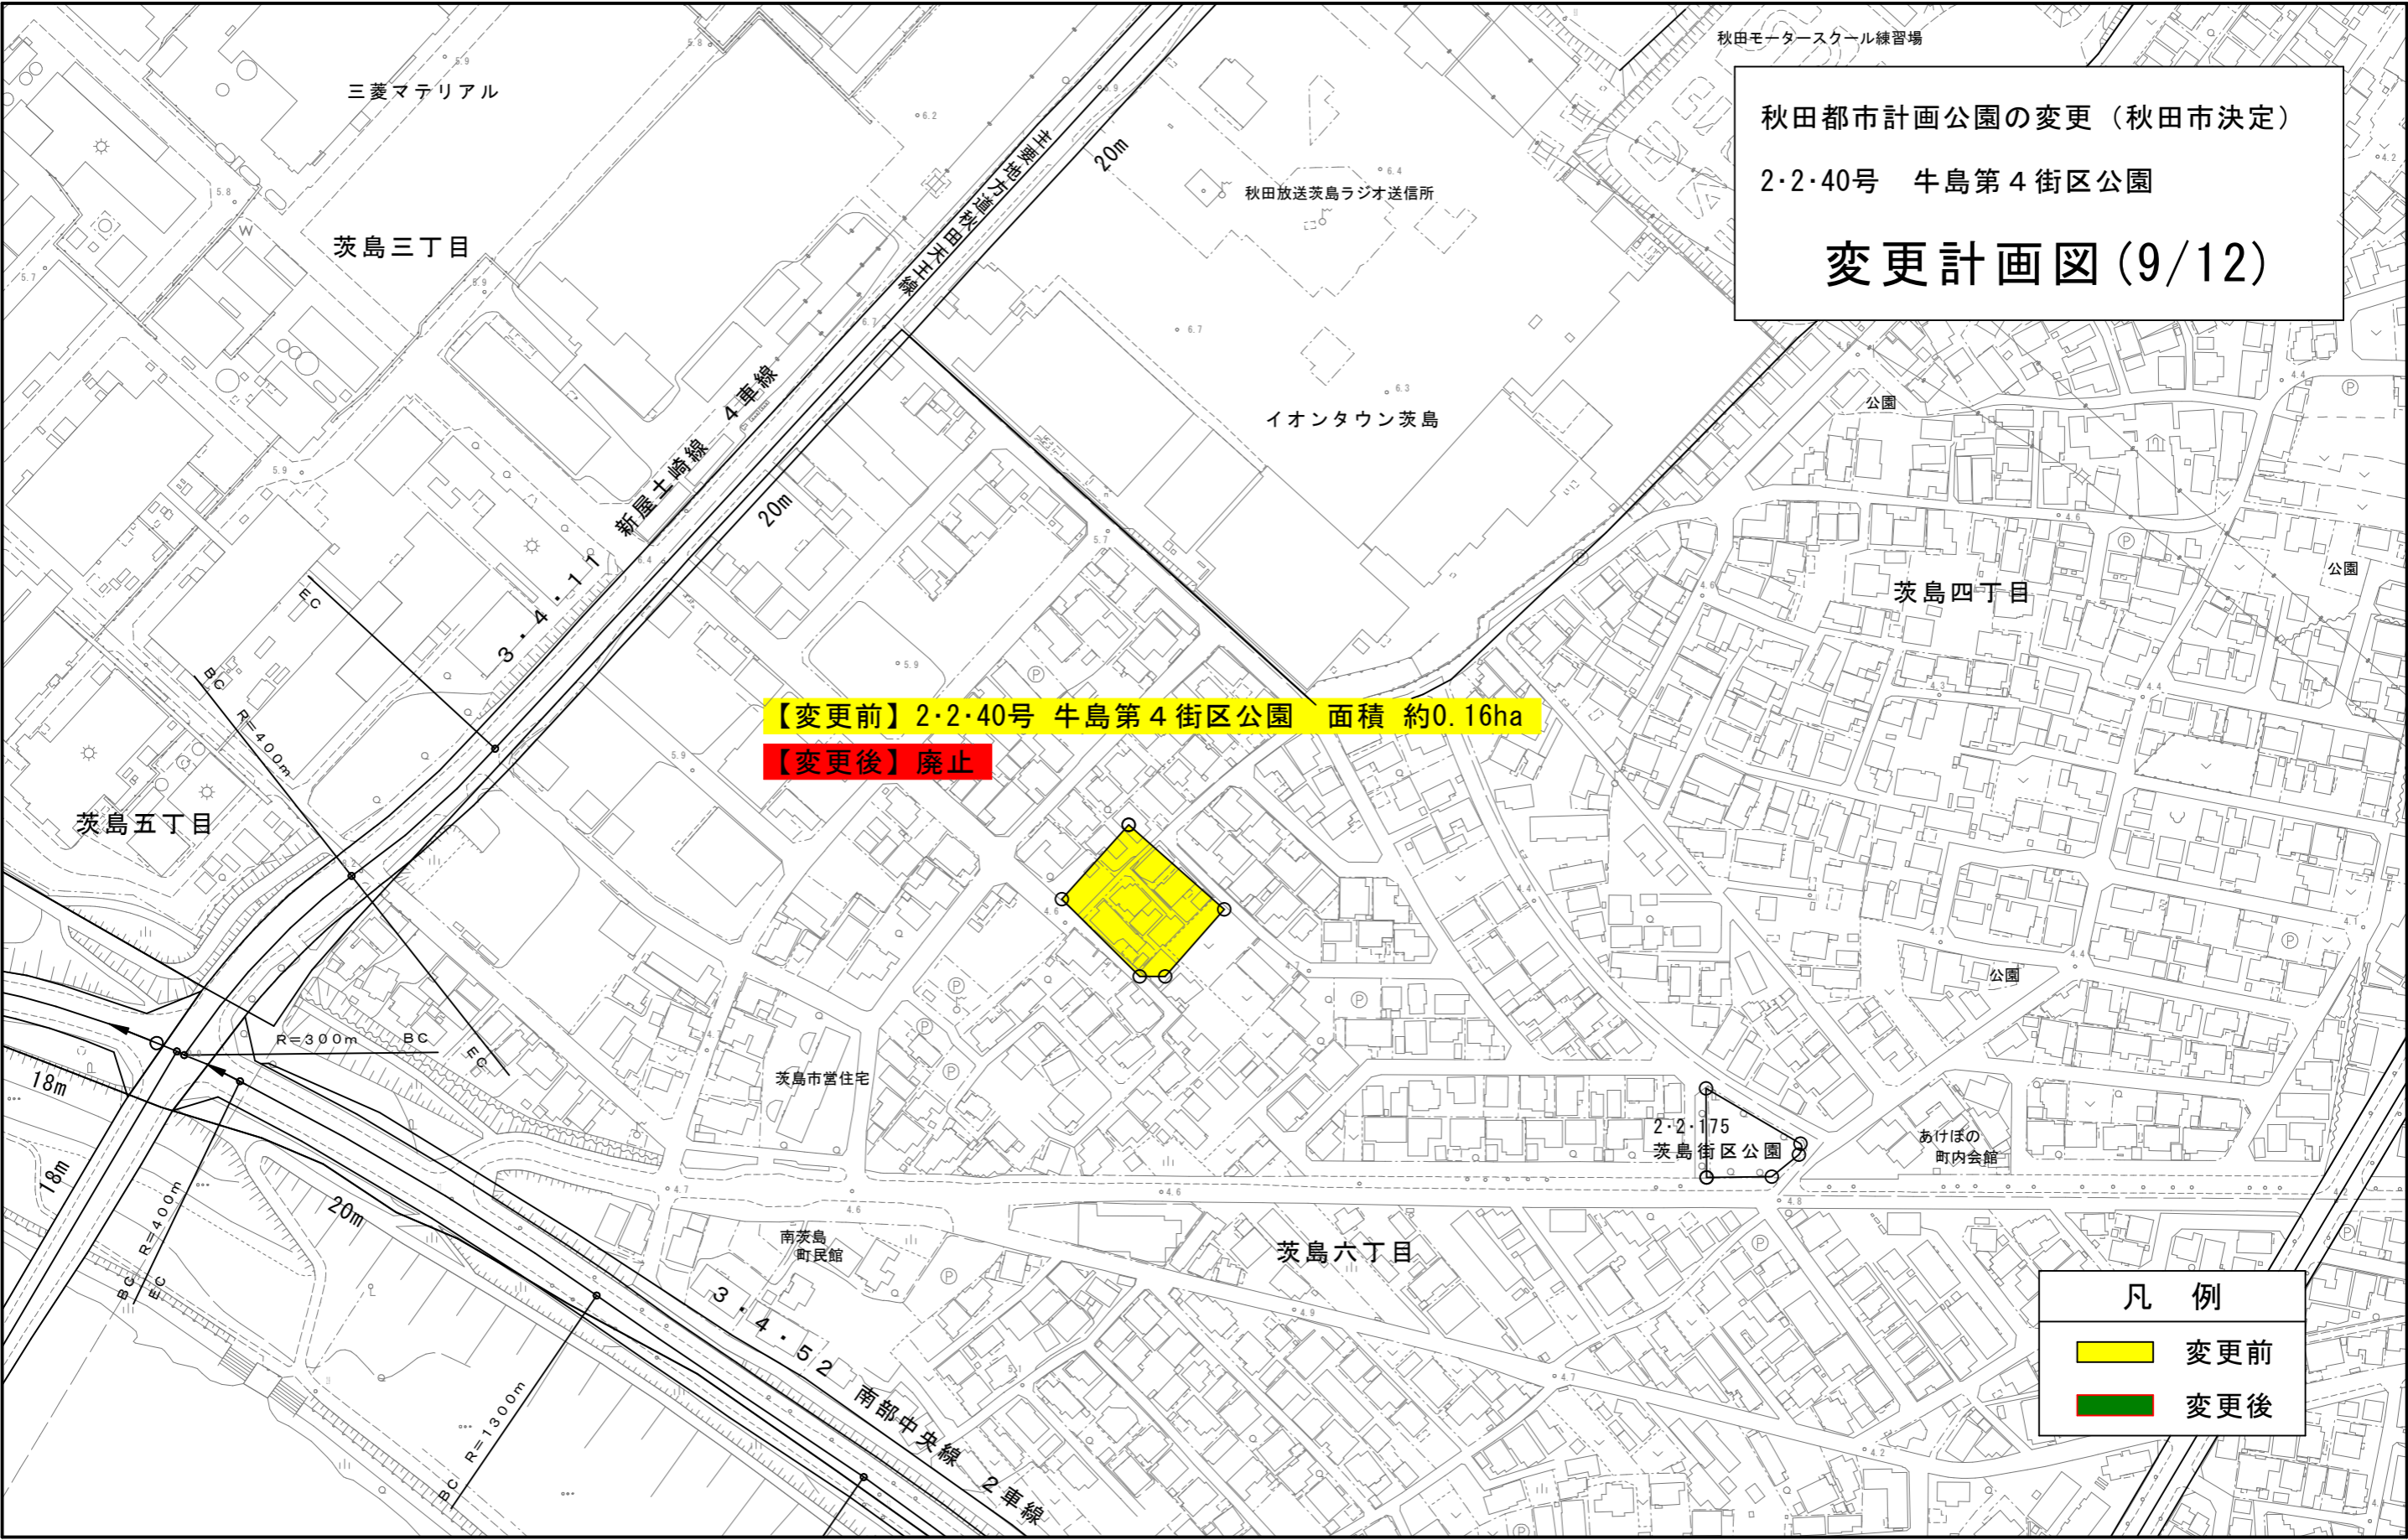 秋田モータースクール練習場
秋田都市計画公園の変更（秋田市決定）
2・2・40号　牛島第４街区公園
変更計画図(9/12)
三菱マテリアル
茨島三丁目
主要地方道秋田天王線
20m
秋田放送茨島ラジオ送信所
イオンタウン茨島
公園
3・4・11　新屋土崎線　4車線
20m
茨島四丁目
公園
EC
BC
R=400m
【変更前】2・2・40号 牛島第４街区公園　面積 約0.16ha
【変更後】廃止
茨島五丁目
公園
R=300m
BC
EC
18m
18m
茨島市営住宅
2・2・175
茨島街区公園
あけぼの
町内会館
R=400m
BC
EC
20m
南茨島
町民館
茨島六丁目
3・4・52　南部中央線　2車線
BC
R=1300m
凡　例
変更前
変更後